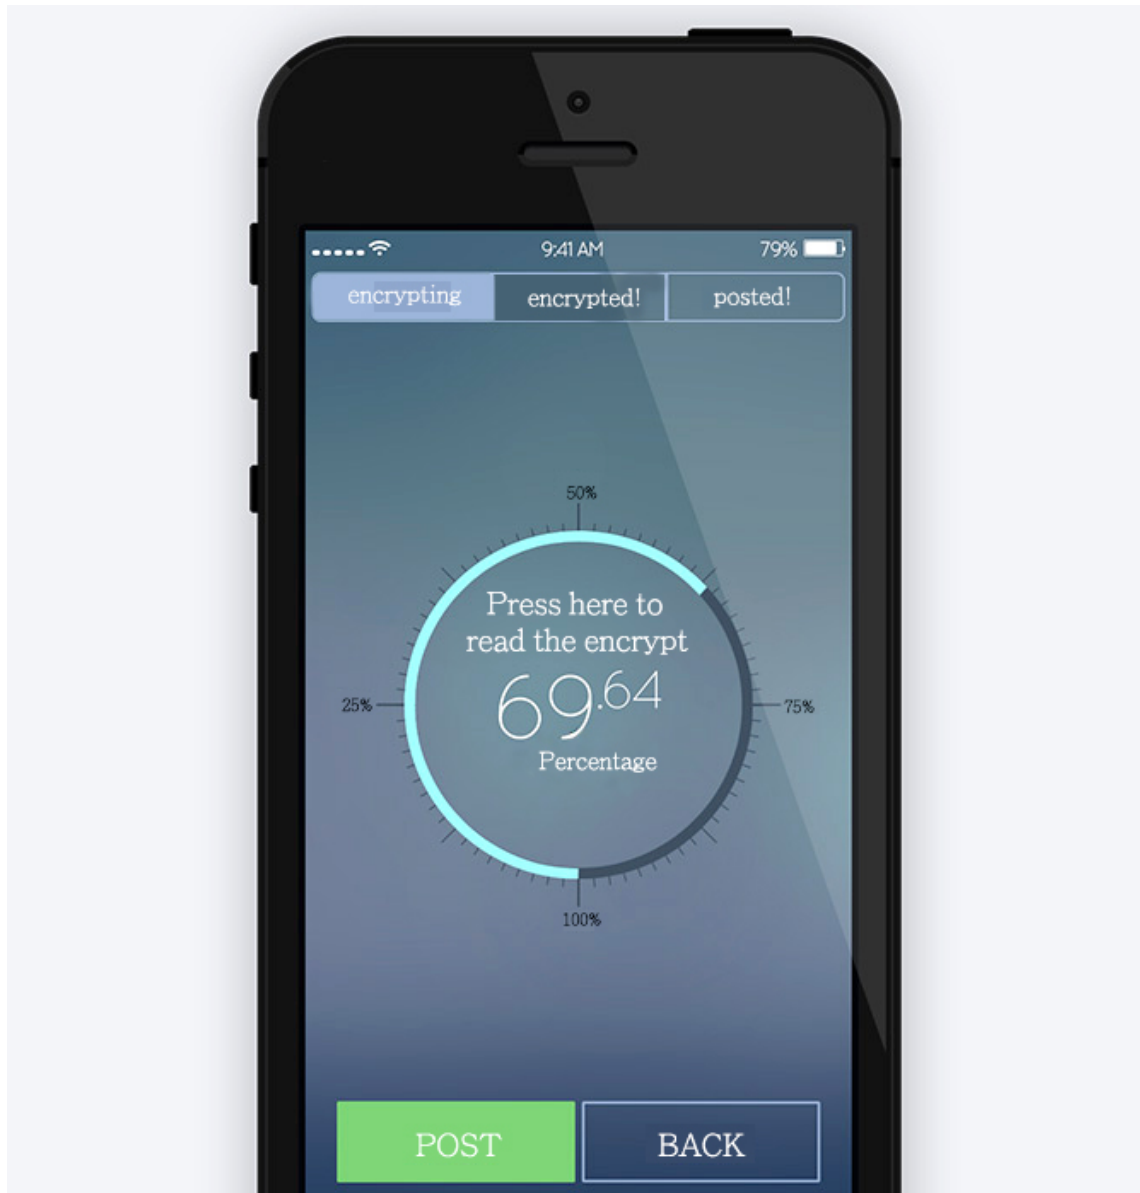 9:41 AM 79%
encrypting encrypted! posted!
50%
Press here to
read the encrypt
69.64
25% 75%
Percentage
100%
POST BACK